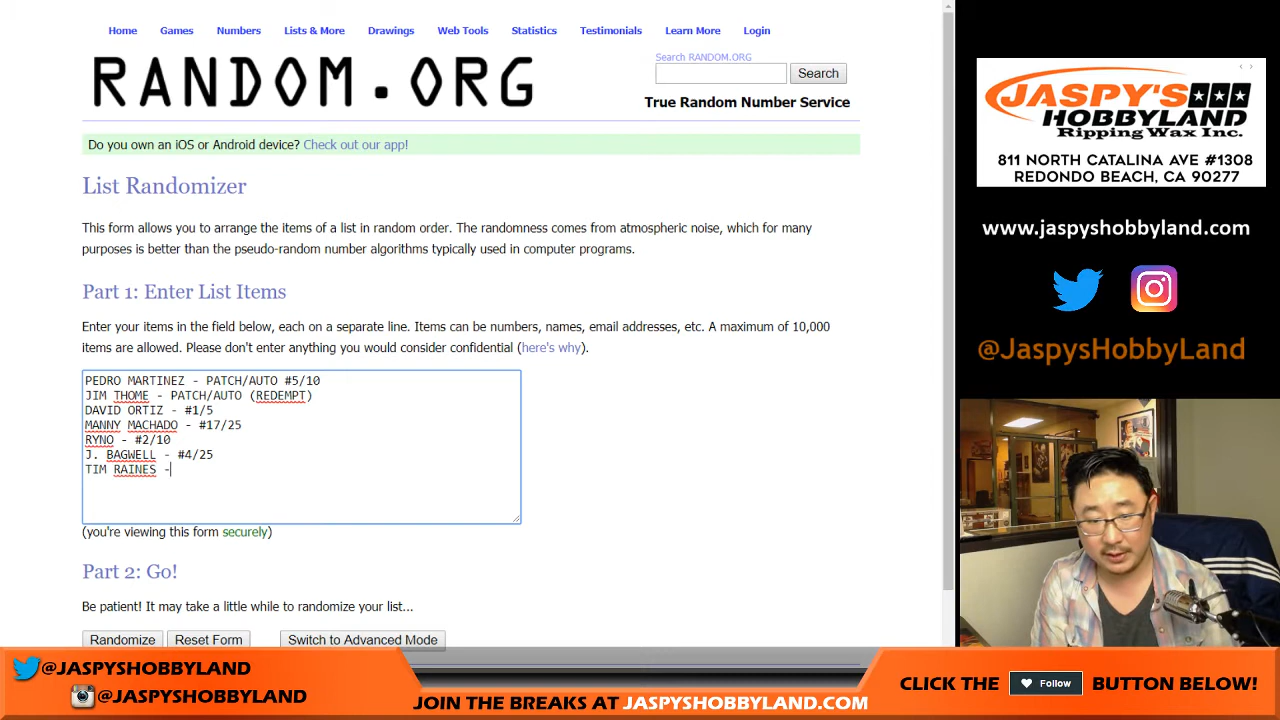 Home Games Numbers Lists & More Drawings Web Tools Statistics Testimonials Learn More Login
RANDOM.ORG
Search RANDOM.ORG
Search
True Random Number Service
Do you own an iOS or Android device? Check out our app!
List Randomizer
This form allows you to arrange the items of a list in random order. The randomness comes from atmospheric noise, which for many
purposes is better than the pseudo-random number algorithms typically used in computer programs.
Part 1: Enter List Items
Enter your items in the field below, each on a separate line. Items can be numbers, names, email addresses, etc. A maximum of 10,000
items are allowed. Please don't enter anything you would consider confidential (here's why).
PEDRO MARTINEZ - PATCH/AUTO #5/10
JIM THOME - PATCH/AUTO (REDEMPT)
DAVID ORTIZ - #1/5
MANNY MACHADO - #17/25
RYNO - #2/10
J. BAGWELL - #4/25
TIM RAINES -
(you're viewing this form securely)
Part 2: Go!
Be patient! It may take a little while to randomize your list...
Randomize Reset Form Switch to Advanced Mode
JASPY'S
HOBBYLAND
Ripping Wax Inc.
811 NORTH CATALINA AVE #1308
REDONDO BEACH, CA 90277
www.jaspyshobbyland.com
@JaspysHobbyLand
@JASPYSHOBBYLAND
@JASPYSHOBBYLAND
JOIN THE BREAKS AT JASPYSHOBBYLAND.COM
CLICK THE Follow BUTTON BELOW!